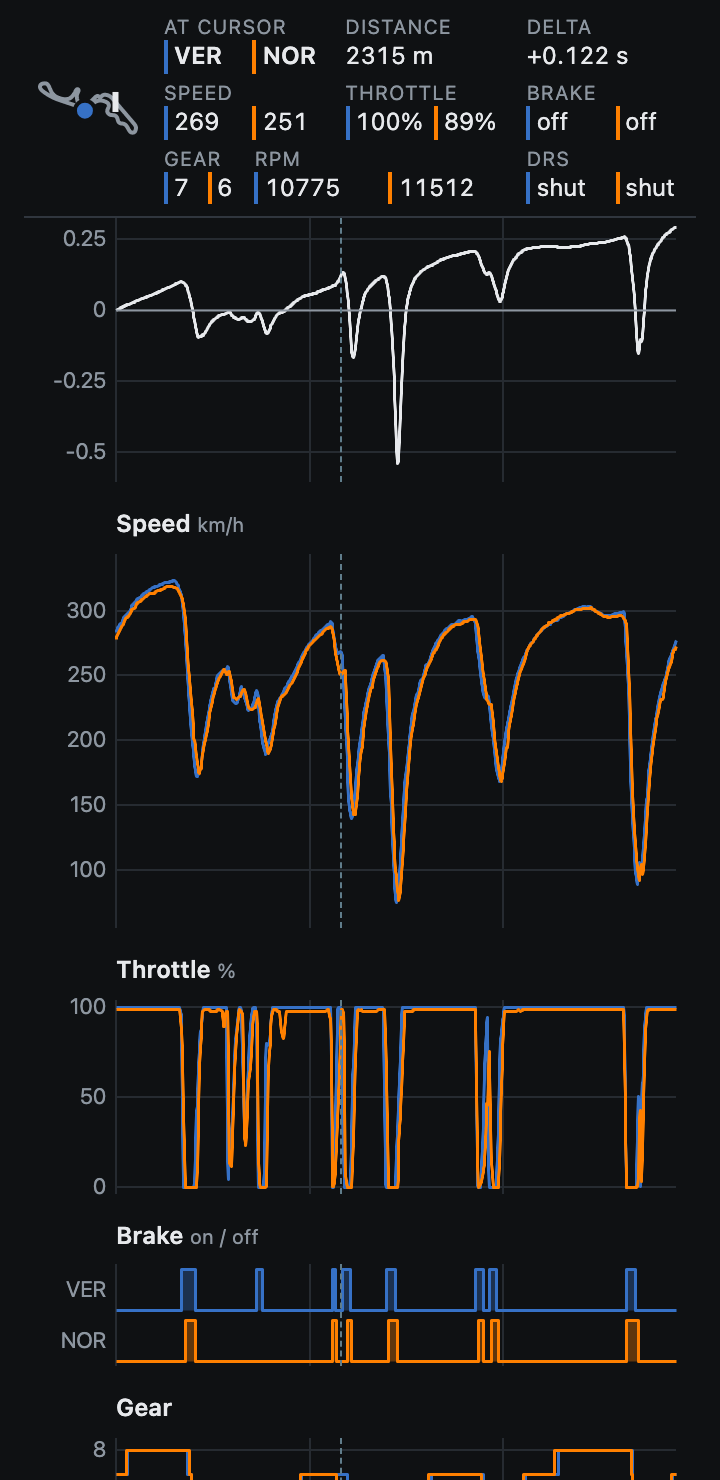 AT CURSOR DISTANCE DELTA
VER NOR 2315 m +0.122 s
SPEED THROTTLE BRAKE
269 251 100% 89% off off
GEAR RPM DRS
7 6 10775 11512 shut shut
0.25
0
-0.25
-0.5
Speed km/h
300
250
200
150
100
Throttle %
100
50
0
Brake on / off
VER
NOR
Gear
8